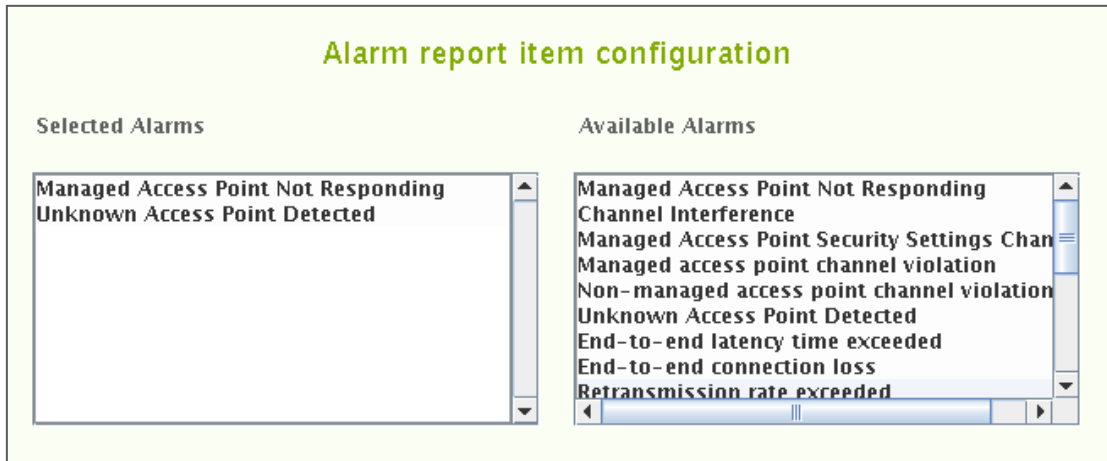 Alarm report item configuration
Selected Alarms
Managed Access Point Not Responding
Unknown Access Point Detected
Available Alarms
Managed Access Point Not Responding
Channel Interference
Managed Access Point Security Settings Chan
Managed access point channel violation
Non-managed access point channel violation
Unknown Access Point Detected
End-to-end latency time exceeded
End-to-end connection loss
Retransmission rate exceeded